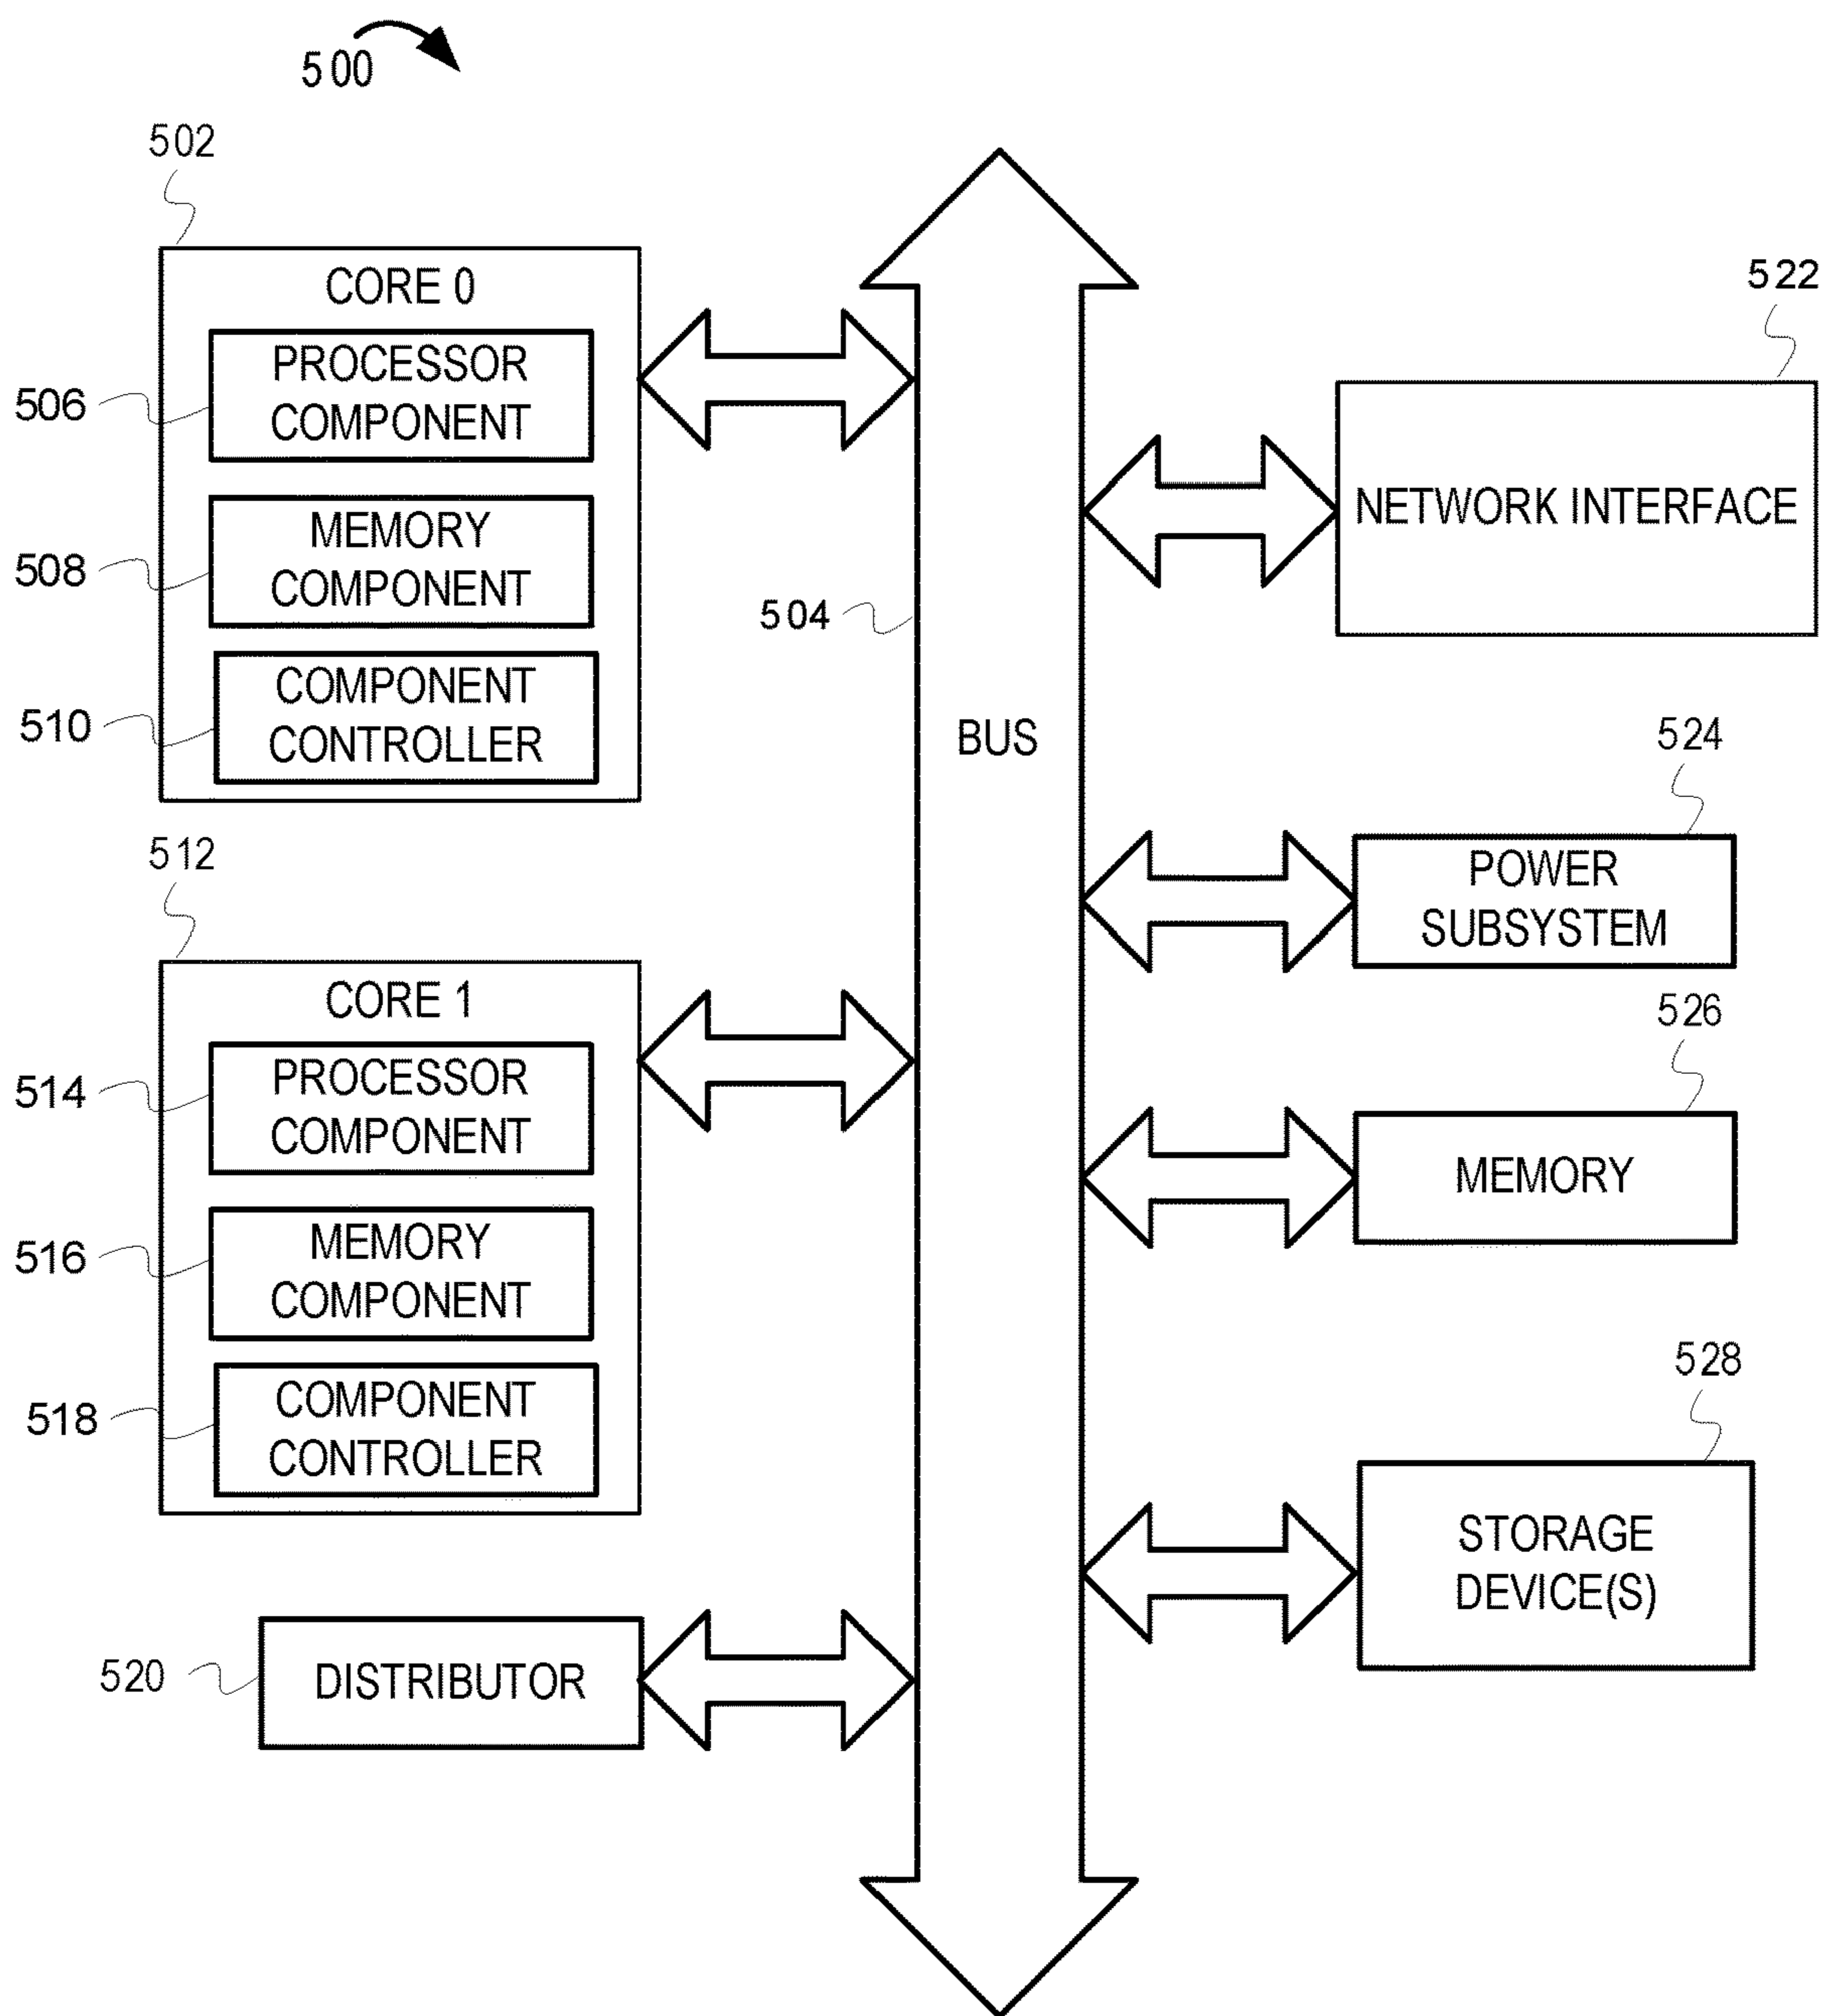 500
502
CORE 0
PROCESSOR
COMPONENT
506
MEMORY
COMPONENT
508
COMPONENT
CONTROLLER
510
512
CORE 1
PROCESSOR
COMPONENT
514
MEMORY
COMPONENT
516
COMPONENT
CONTROLLER
518
520
DISTRIBUTOR
504
BUS
522
NETWORK INTERFACE
524
POWER
SUBSYSTEM
526
MEMORY
528
STORAGE
DEVICE(S)